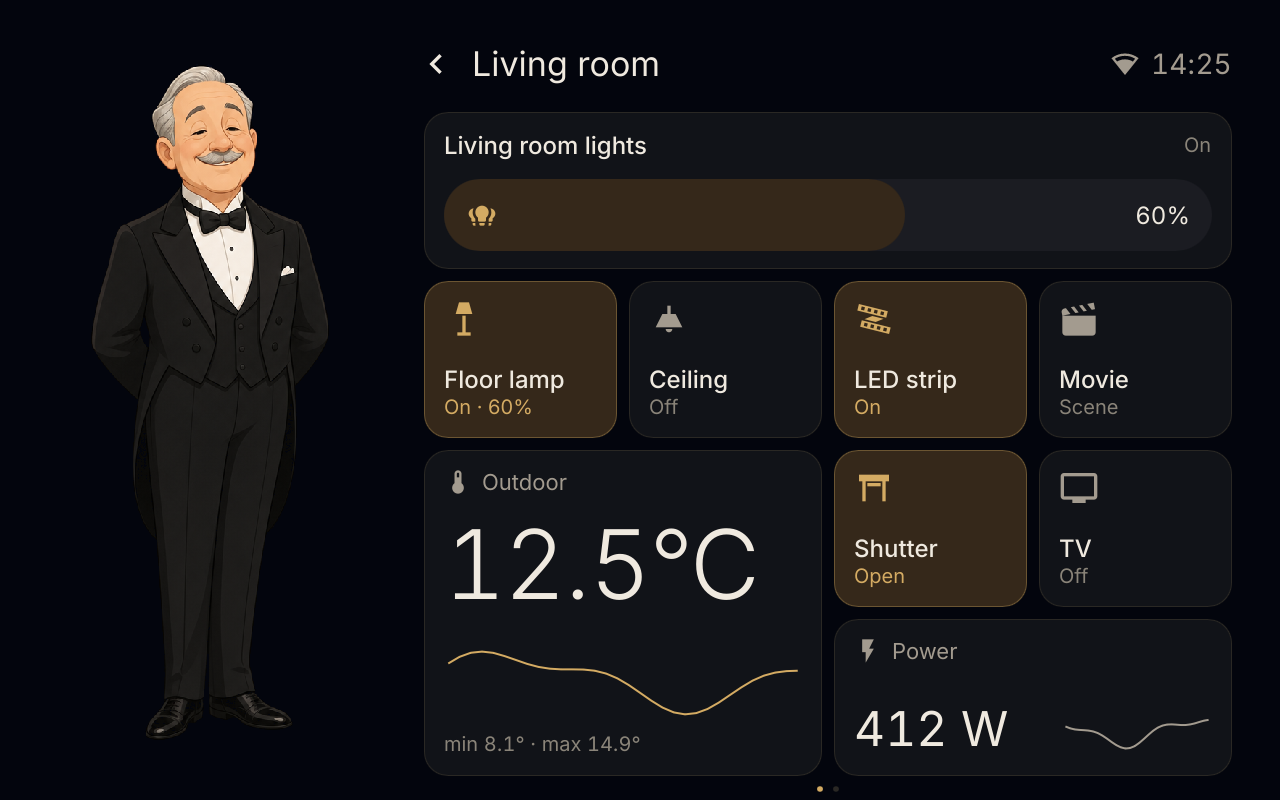 Living room
14:25
Living room lights
On
60%
Floor lamp
On · 60%
Ceiling
Off
LED strip
On
Movie
Scene
Outdoor
12.5°C
min 8.1° · max 14.9°
Shutter
Open
TV
Off
Power
412 W